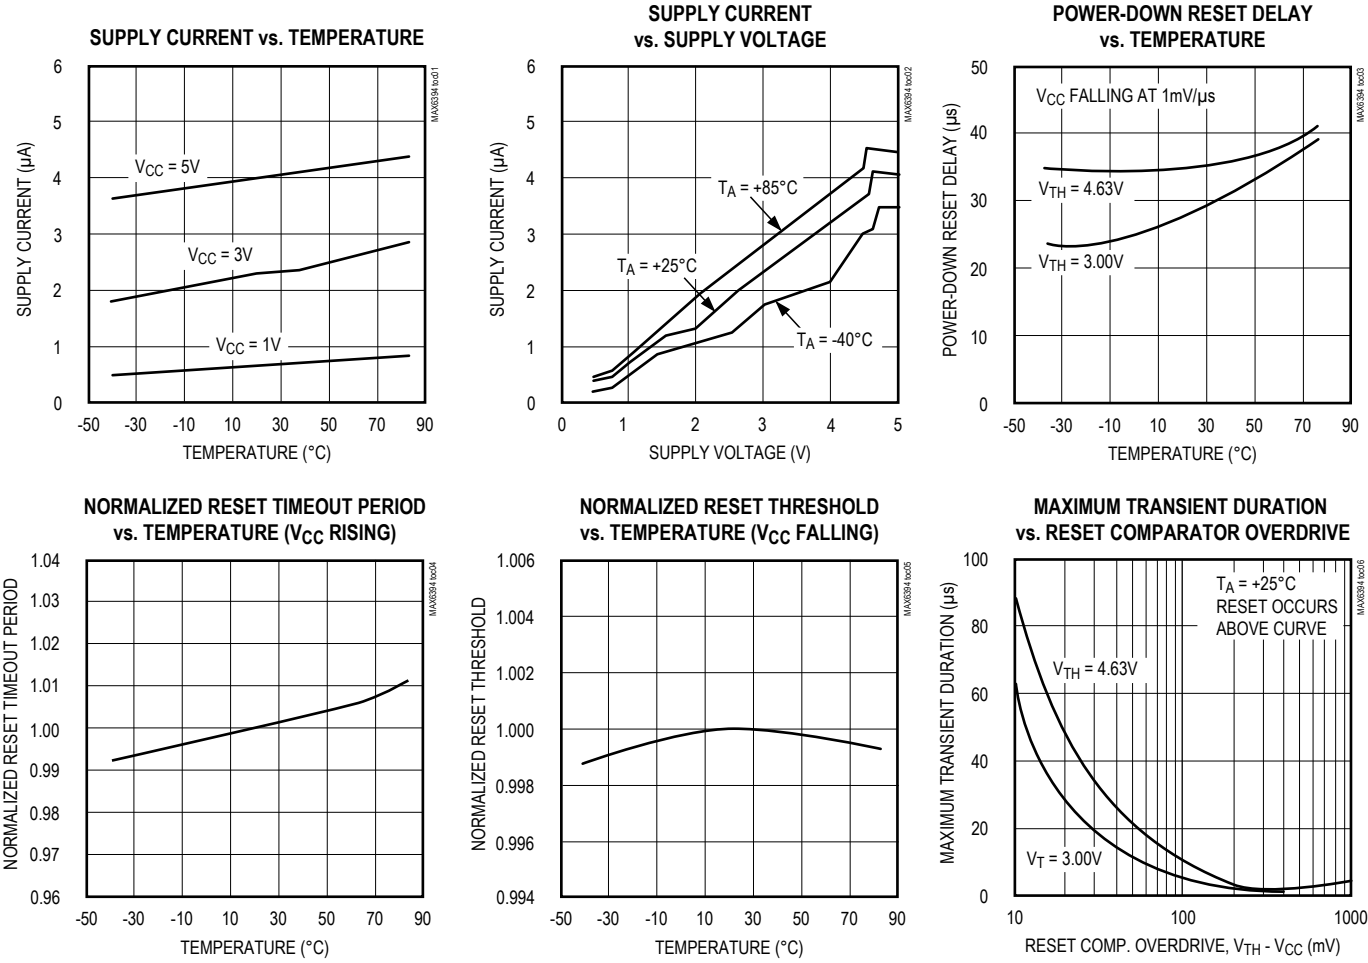 SUPPLY CURRENT vs. TEMPERATURE
MAX6394 toc01
SUPPLY CURRENT (µA)
6
5
4
3
2
1
0
VCC = 5V
VCC = 3V
VCC = 1V
-50 -30 -10 10 30 50 70 90
TEMPERATURE (°C)
SUPPLY CURRENT
vs. SUPPLY VOLTAGE
MAX6394 toc02
SUPPLY CURRENT (µA)
6
5
4
3
2
1
0
TA = +85°C
TA = +25°C
TA = -40°C
0 1 2 3 4 5
SUPPLY VOLTAGE (V)
POWER-DOWN RESET DELAY
vs. TEMPERATURE
MAX6394 toc03
POWER-DOWN RESET DELAY (µs)
50
40
30
20
10
0
VCC FALLING AT 1mV/µs
VTH = 4.63V
VTH = 3.00V
-50 -30 -10 10 30 50 70 90
TEMPERATURE (°C)
NORMALIZED RESET TIMEOUT PERIOD
vs. TEMPERATURE (VCC RISING)
MAX6394 toc04
NORMALIZED RESET TIMEOUT PERIOD
1.04
1.03
1.02
1.01
1.00
0.99
0.98
0.97
0.96
-50 -30 -10 10 30 50 70 90
TEMPERATURE (°C)
NORMALIZED RESET THRESHOLD
vs. TEMPERATURE (VCC FALLING)
MAX6394 toc05
NORMALIZED RESET THRESHOLD
1.006
1.004
1.002
1.000
0.998
0.996
0.994
-50 -30 -10 10 30 50 70 90
TEMPERATURE (°C)
MAXIMUM TRANSIENT DURATION
vs. RESET COMPARATOR OVERDRIVE
MAX6394 toc06
MAXIMUM TRANSIENT DURATION (µs)
100
80
60
40
20
0
TA = +25°C
RESET OCCURS
ABOVE CURVE
VTH = 4.63V
VT = 3.00V
10 100 1000
RESET COMP. OVERDRIVE, VTH - VCC (mV)